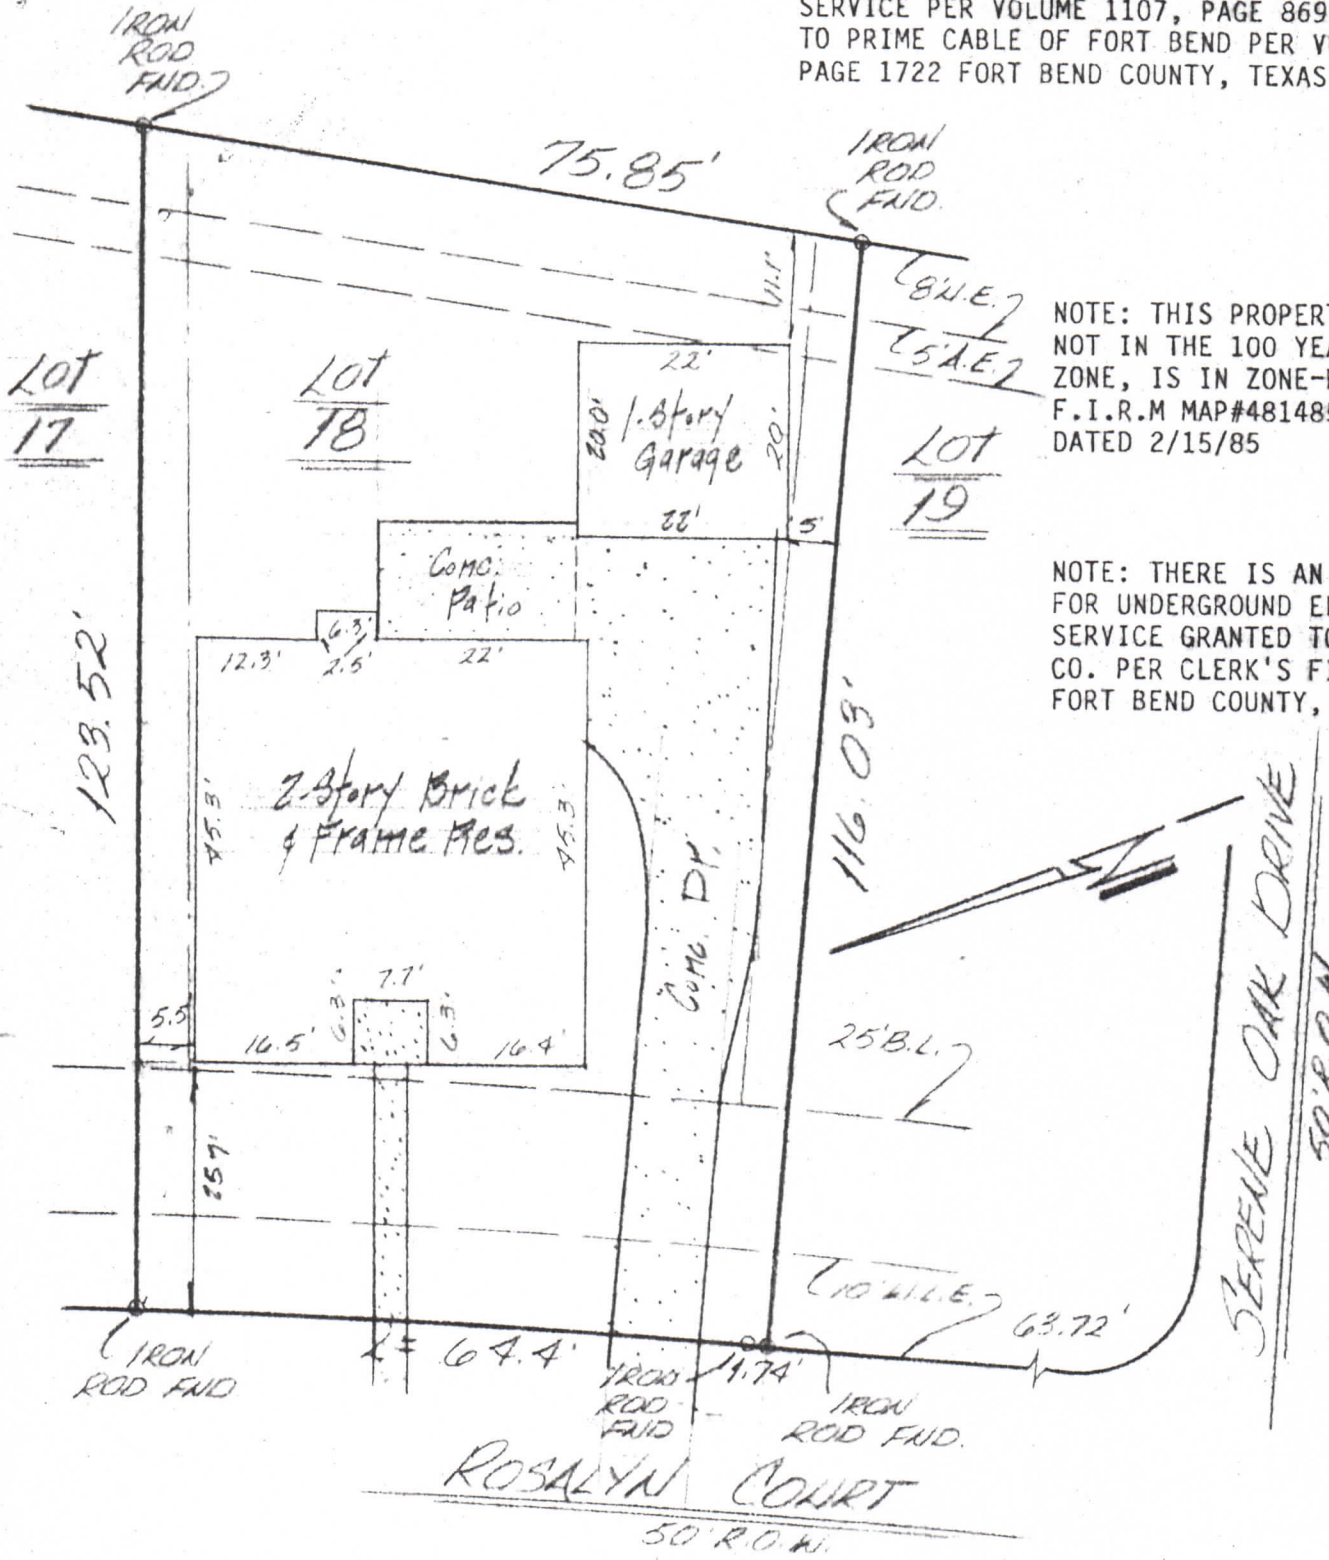 SERVICE PER VOLUME 1107, PAGE 869
TO PRIME CABLE OF FORT BEND PER
PAGE 1722 FORT BEND COUNTY, TEXAS
IRON
ROD
FND.
75.85'
IRON
ROD
FND.
11.1'
8'U.E.
5'A.E.
NOTE: THIS PROPERT
NOT IN THE 100 YEA
ZONE, IS IN ZONE-
F.I.R.M MAP#48148
DATED 2/15/85
LOT
17
LOT
18
22'
20.0'
1-Story
Garage
20'
22'
5'
LOT
19
Conc.
Patio
NOTE: THERE IS AN
FOR UNDERGROUND EL
SERVICE GRANTED TO
CO. PER CLERK'S FI
FORT BEND COUNTY,
6.3'
12.3'
2.5'
22'
123.52'
116.03'
45.3'
2-Story Brick
& Frame Res.
45.3'
Conc. Dr.
SERENE OAK DRIVE
50' R.O.W.
7.7'
6.3'
6.3'
5.5'
16.5'
16.4'
25'B.L.
10' U.E.
63.72'
IRON
ROD FND
L = 64.4'
IRON
ROD
FND
1.74'
IRON
ROD FND.
ROSALYN COURT
50' R.O.W.